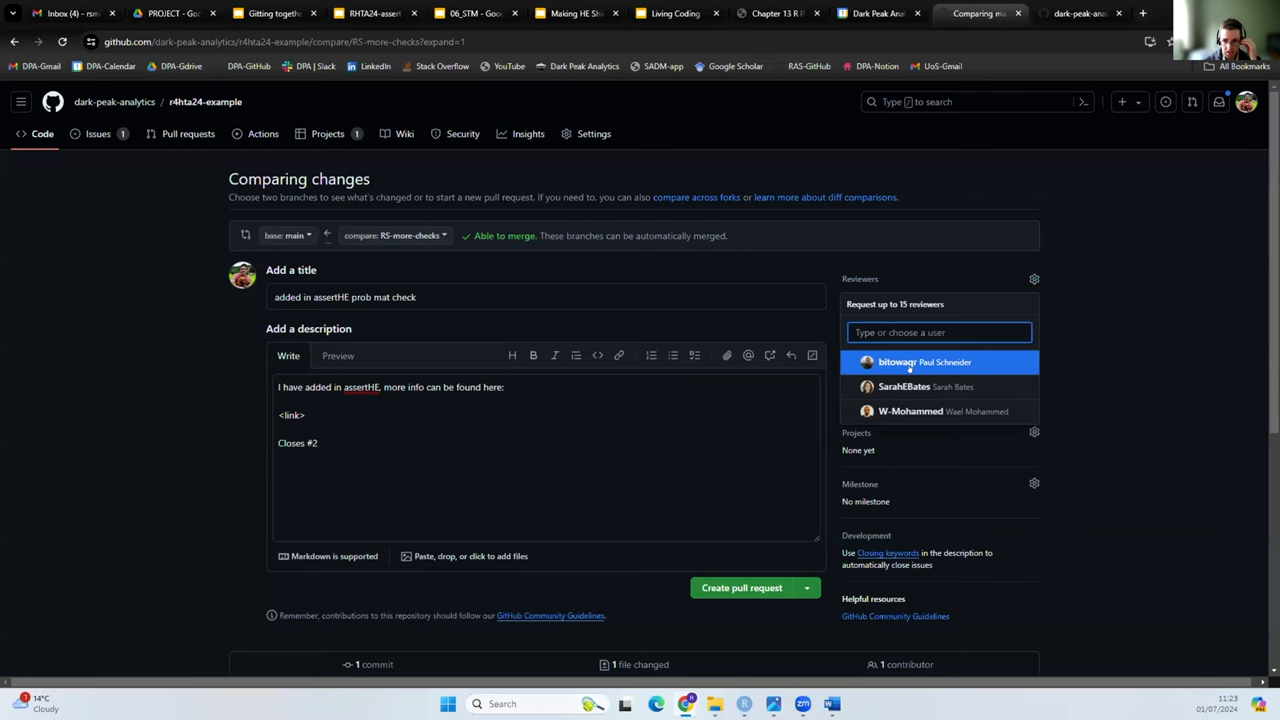 Inbox (6) - rsm
PROJECT - Goo
Gitting togethe
RHTA24-assert
06_STM - Goog
Making HE Shi
Living Coding
Chapter 13 R P
Dark Peak Anal
Comparing ma
dark-peak-anal
github.com/dark-peak-analytics/r4hta24-example/compare/RS-more-checks?expand=1
DPA-Gmail
DPA-Calendar
DPA-Gdrive
DPA-GitHub
DPA | Slack
LinkedIn
Stack Overflow
YouTube
Dark Peak Analytics
SADM-app
Google Scholar
RAS-GitHub
DPA-Notion
UoS-Gmail
All Bookmarks
dark-peak-analytics / r4hta24-example
Type / to search
Code
Issues 1
Pull requests
Actions
Projects 1
Wiki
Security
Insights
Settings
Comparing changes
Choose two branches to see what's changed or to start a new pull request. If you need to, you can also compare across forks or learn more about diff comparisons.
base: main
compare: RS-more-checks
Able to merge. These branches can be automatically merged.
Add a title
added in assertHE prob mat check
Add a description
Write
Preview
I have added in assertHE, more info can be found here:
<link>
Closes #2
Markdown is supported
Paste, drop, or click to add files
Create pull request
Remember, contributions to this repository should follow our GitHub Community Guidelines.
Reviewers
Request up to 15 reviewers
Type or choose a user
bitowaqr Paul Schneider
SarahEBates Sarah Bates
W-Mohammed Wael Mohammed
Projects
None yet
Milestone
No milestone
Development
Use Closing keywords in the description to
automatically close issues
Helpful resources
GitHub Community Guidelines
1 commit
1 file changed
1 contributor
1
14°C
Cloudy
Search
11:23
01/07/2024